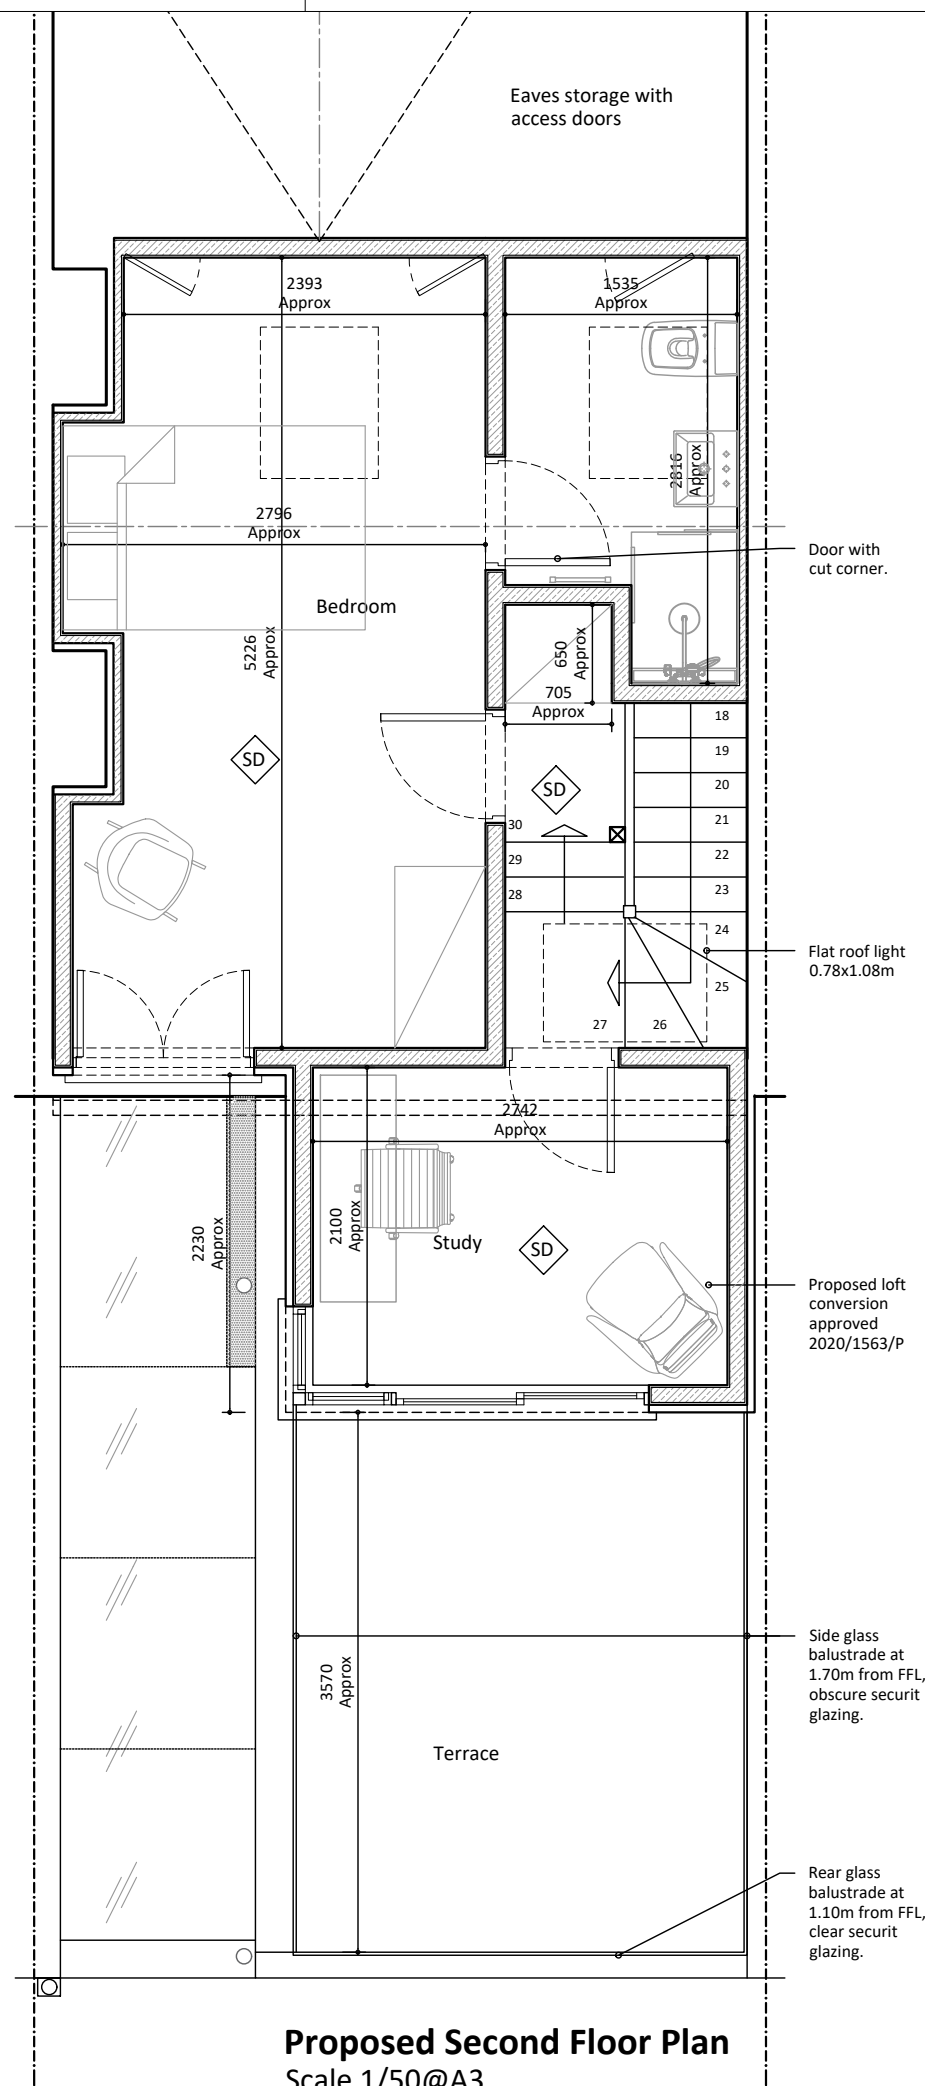 Eaves storage with
access doors
2393
Approx
1535
Approx
2816
Approx
2796
Approx
Door with
cut corner.
Bedroom
5226
Approx
650
Approx
705
Approx
18
19
20
21
22
23
24
25
26
27
28
29
30
SD
SD
Flat roof light
0.78x1.08m
2742
Approx
2230
Approx
2100
Approx
Study
SD
Proposed loft
conversion
approved
2020/1563/P
Side glass
balustrade at
1.70m from FFL,
obscure securit
glazing.
3570
Approx
Terrace
Rear glass
balustrade at
1.10m from FFL,
clear securit
glazing.
Proposed Second Floor Plan
Scale 1/50@A3